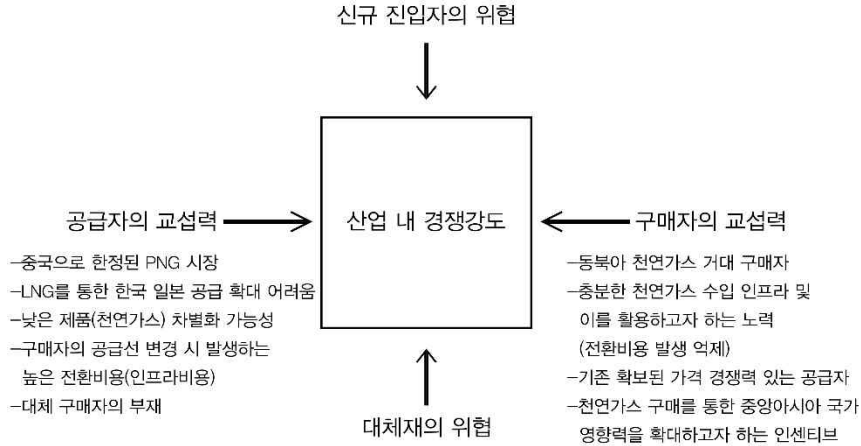 신규 진입자의 위협
공급자의 교섭력
산업 내 경쟁강도
구매자의 교섭력
–중국으로 한정된 PNG 시장
–LNG를 통한 한국 일본 공급 확대 어려움
–낮은 제품(천연가스) 차별화 가능성
–구매자의 공급선 변경 시 발생하는
높은 전환비용(인프라비용)
–대체 구매자의 부재
–동북아 천연가스 거대 구매자
–충분한 천연가스 수입 인프라 및
이를 활용하고자 하는 노력
(전환비용 발생 억제)
–기존 확보된 가격 경쟁력 있는 공급자
–천연가스 구매를 통한 중앙아시아 국가
영향력을 확대하고자 하는 인센티브
대체재의 위협